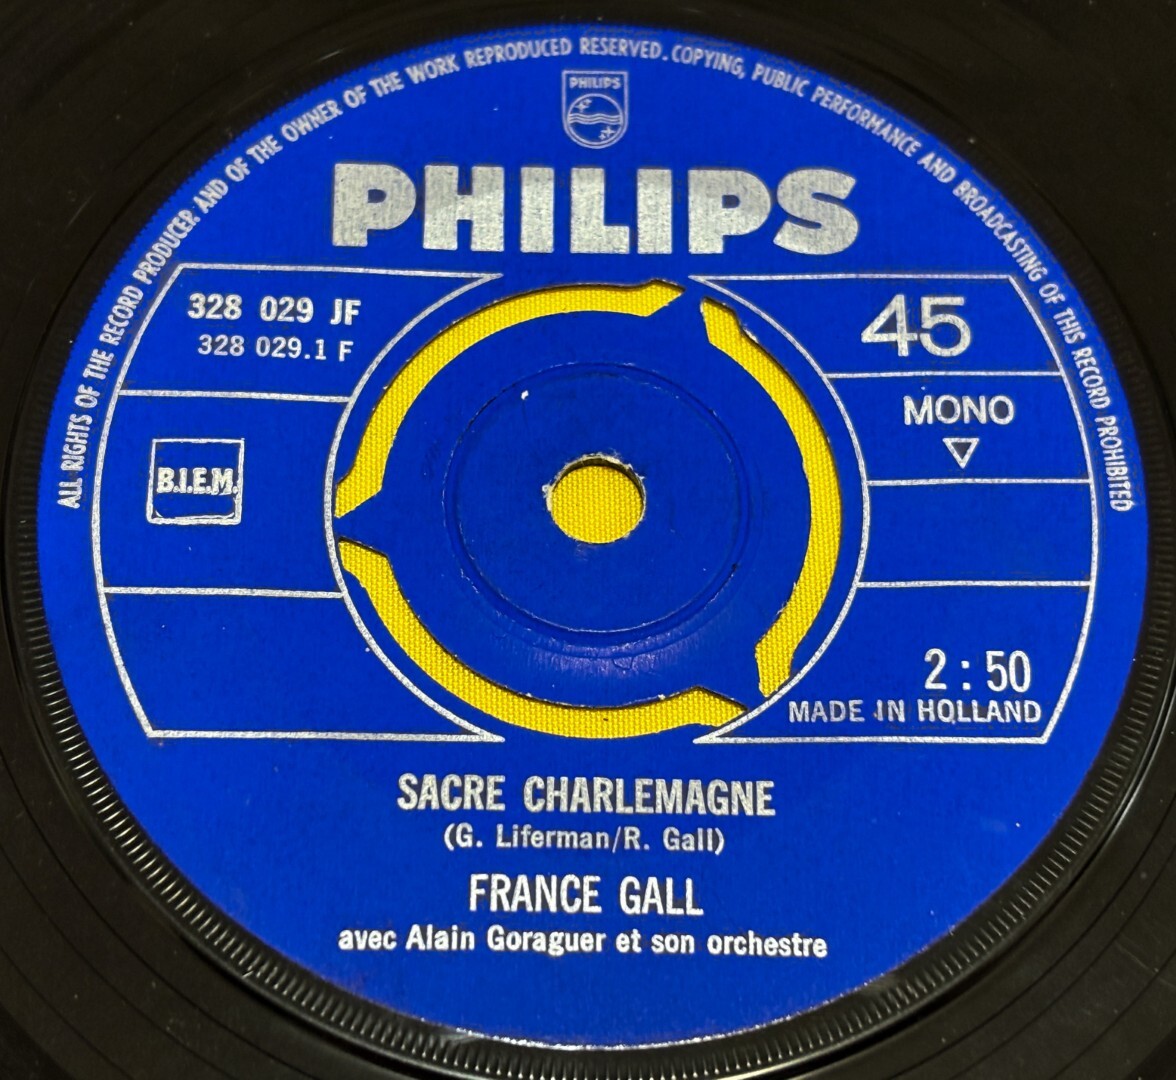 ALL RIGHTS OF THE RECORD PRODUCER AND OF THE OWNER OF THE WORK REPRODUCED RESERVED. COPYING, PUBLIC PERFORMANCE AND BROADCASTING OF THIS RECORD PROHIBITED
PHILIPS
PHILIPS
328 029 JF
328 029.1 F
B.I.E.M.
45
MONO
2 : 50
MADE IN HOLLAND
SACRE CHARLEMAGNE
(G. Liferman/R. Gall)
FRANCE GALL
avec Alain Goraguer et son orchestre